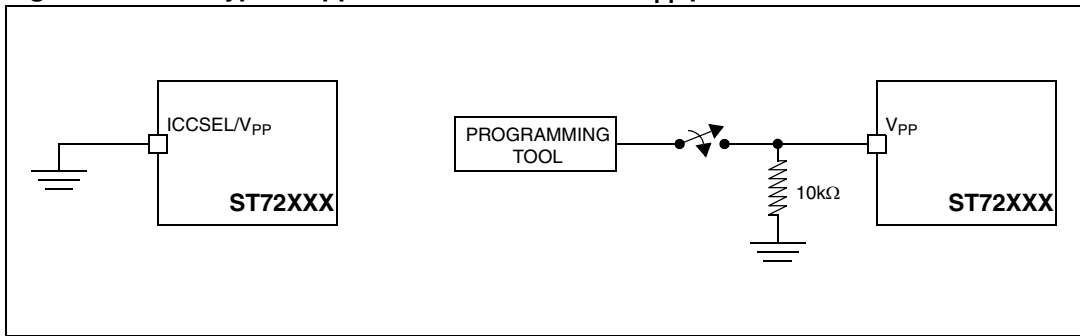 ICCSEL/VPP
ST72XXX
PROGRAMMING
TOOL
10kΩ
VPP
ST72XXX